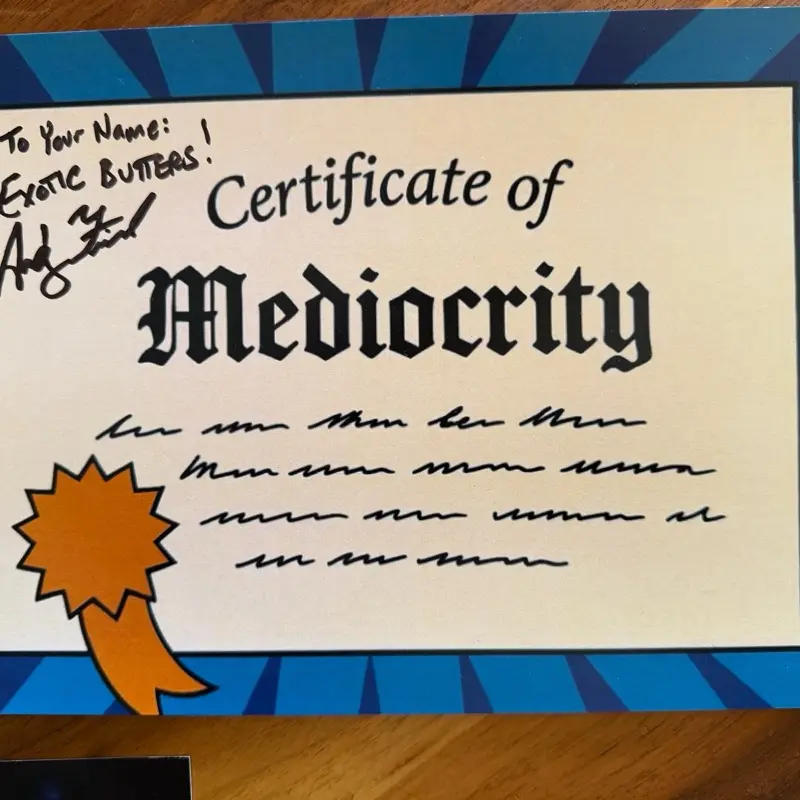 To Your Name:
EXOTIC BUTTERS!
Certificate of
Mediocrity